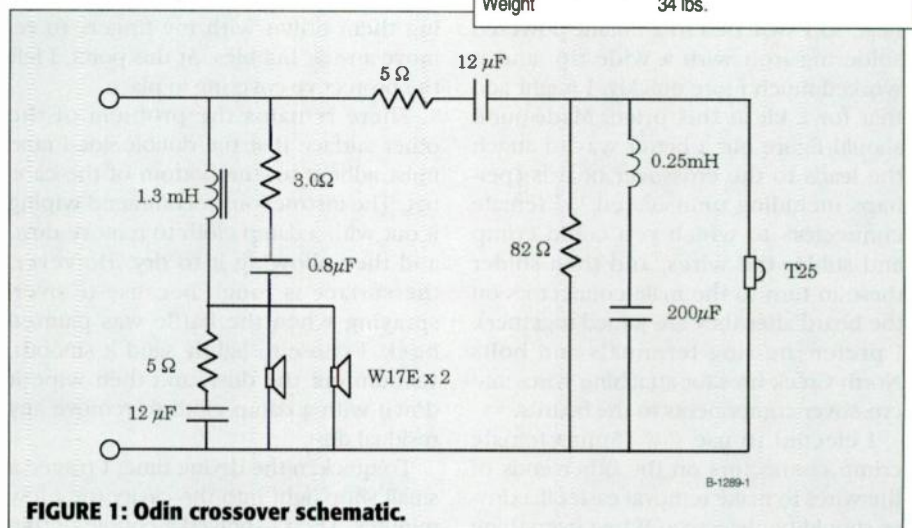 Weight 34 lbs.
5 Ω
12 µF
1.3 mH
3.0Ω
0.25mH
0.8µF
82 Ω
T25
200µF
5 Ω
W17E x 2
12 µF
B-1289-1
FIGURE 1: Odin crossover schematic.